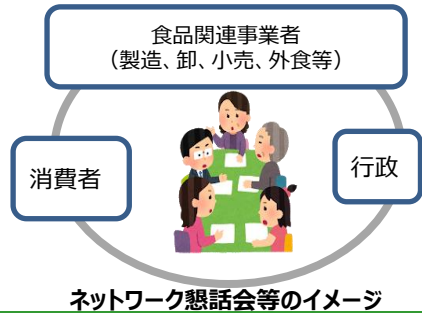 食品関連事業者
（製造、卸、小売、外食等）
消費者
行政
ネットワーク懇話会等のイメージ